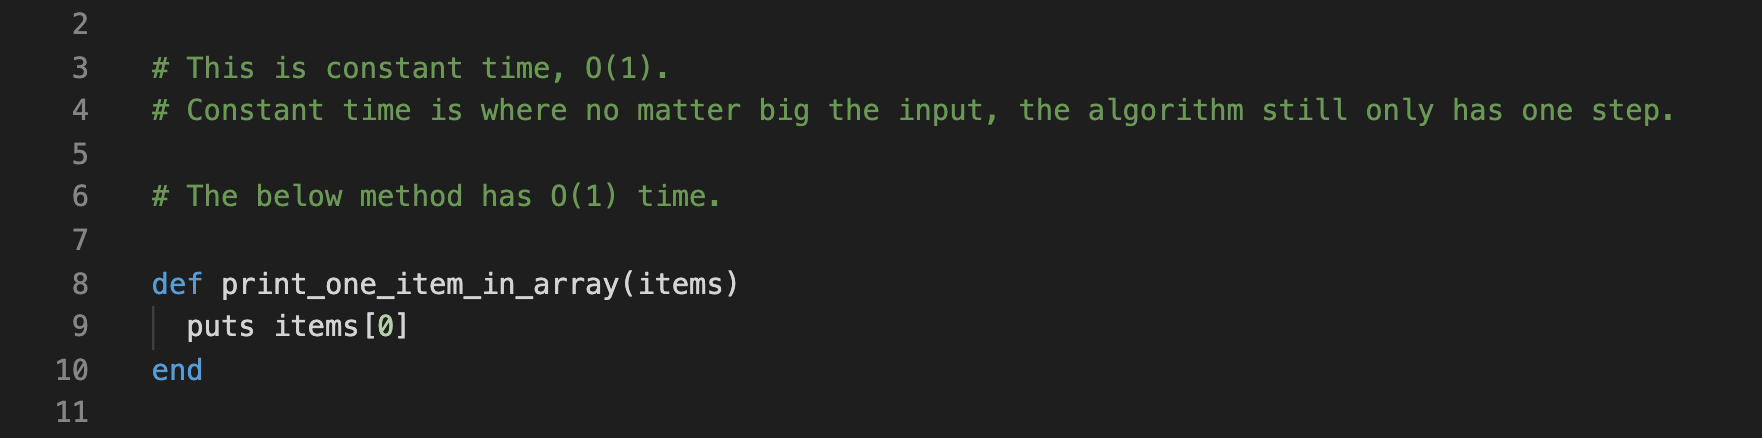 2
3 # This is constant time, O(1).
4 # Constant time is where no matter big the input, the algorithm still only has one step.
5
6 # The below method has O(1) time.
7
8 def print_one_item_in_array(items)
9 puts items[0]
10 end
11